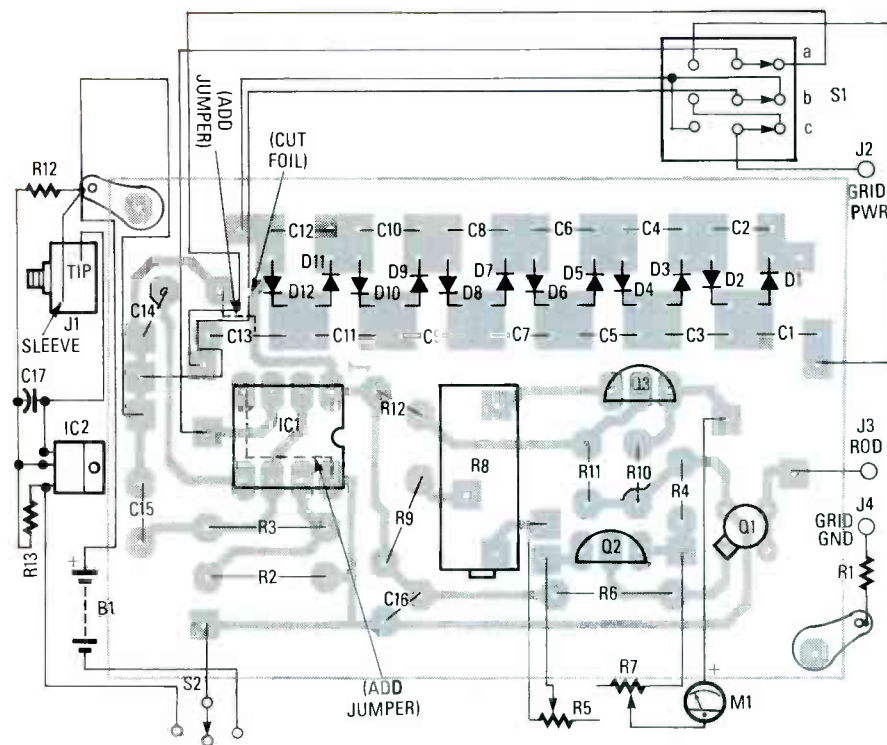 a
b
c
S1
J2
GRID
PWR
(ADD
JUMPER)
(CUT
FOIL)
R12
TIP
J1
SLEEVE
C17
IC2
R13
+
B1
S2
C12
C10
C8
C6
C4
C2
D12
D11
D10
D9
D8
D7
D6
D5
D4
D3
D2
D1
C14
C13
C11
C9
C7
C5
C3
C1
IC1
R12
R8
Q3
R11
R10
R4
J3
ROD
J4
GRID
GND
R1
C15
R3
R2
R9
C16
Q2
Q1
R6
(ADD
JUMPER)
R5
R7
+
M1